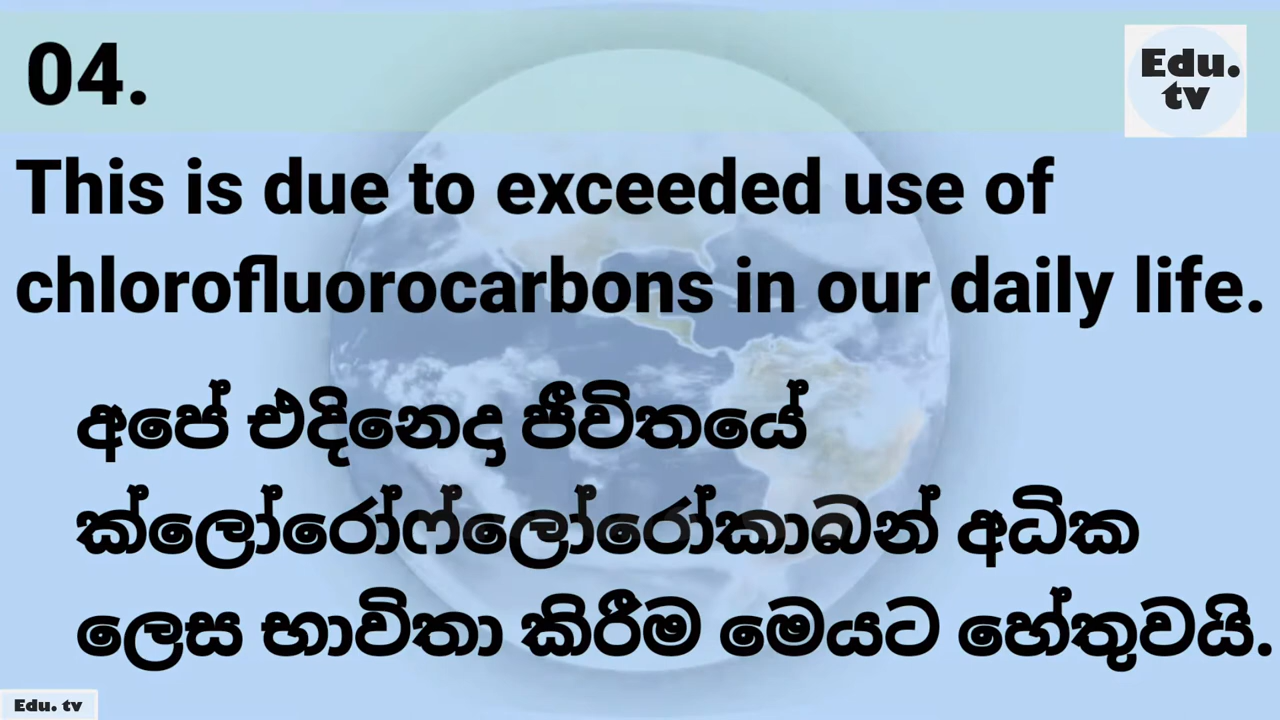 04.
Edu.
tv
This is due to exceeded use of
chlorofluorocarbons in our daily life.
අපේ එදිනෙදා ජීවිතයේ
ක්ලෝරෝෆ්ලෝරෝකාබන් අධික
ලෙස භාවිතා කිරීම මෙයට හේතුවයි.
Edu. tv